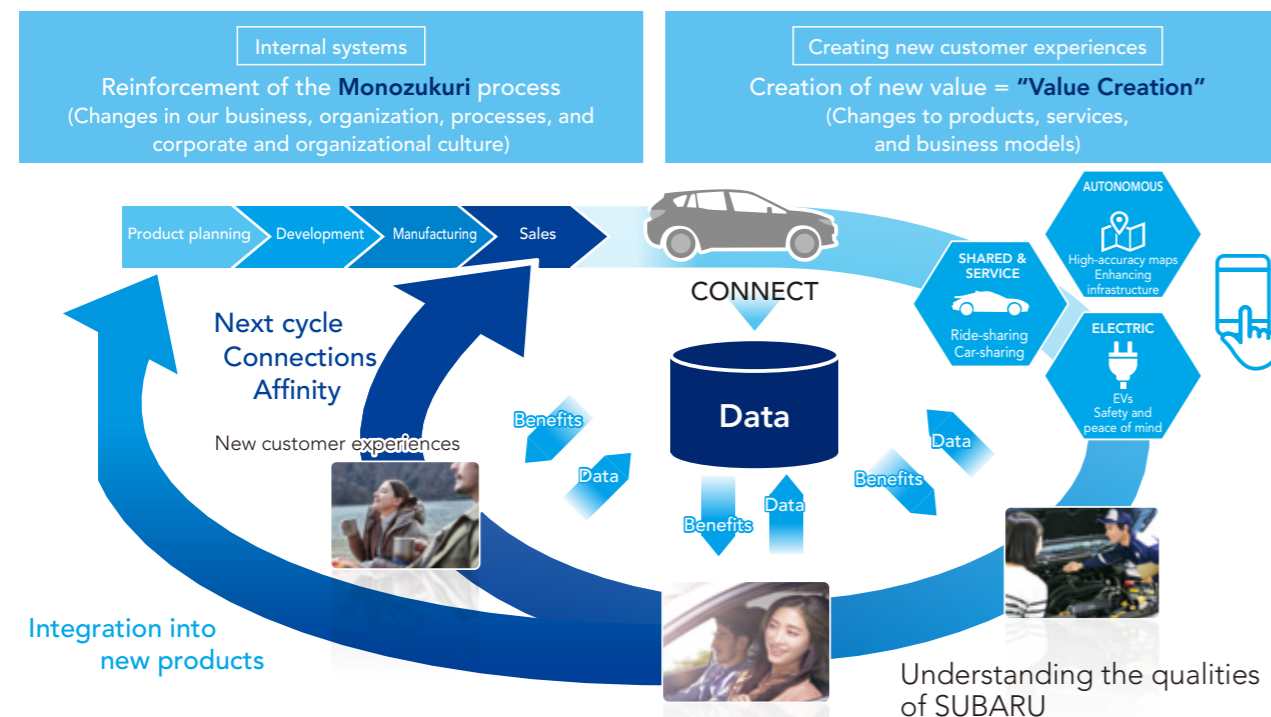 Internal systems
Reinforcement of the Monozukuri process
(Changes in our business, organization, processes, and
corporate and organizational culture)
Creating new customer experiences
Creation of new value = ”Value Creation”
(Changes to products, services,
and business models)
Product planning
Development
Manufacturing
Sales
CONNECT
SHARED &
SERVICE
Ride-sharing
Car-sharing
AUTONOMOUS
High-accuracy maps
Enhancing
infrastructure
ELECTRIC
EVs
Safety and
peace of mind
Next cycle
Connections
Affinity
New customer experiences
Data
Benefits
Data
Benefits
Data
Benefits
Data
Integration into
new products
Understanding the qualities
of SUBARU